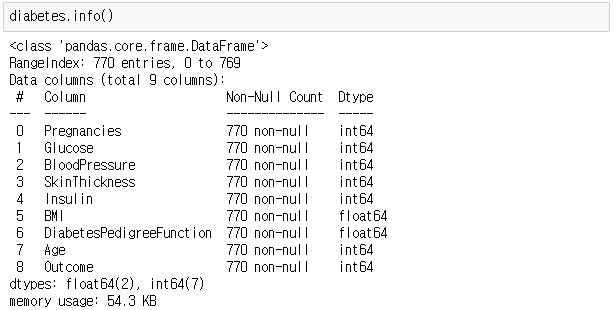 diabetes.info()
<class 'pandas.core.frame.DataFrame'>
RangeIndex: 770 entries, 0 to 769
Data columns (total 9 columns):
 #   Column                    Non-Null Count  Dtype
---  ------                    --------------  -----
 0   Pregnancies               770 non-null    int64
 1   Glucose                   770 non-null    int64
 2   BloodPressure             770 non-null    int64
 3   SkinThickness             770 non-null    int64
 4   Insulin                   770 non-null    int64
 5   BMI                       770 non-null    float64
 6   DiabetesPedigreeFunction  770 non-null    float64
 7   Age                       770 non-null    int64
 8   Outcome                   770 non-null    int64
dtypes: float64(2), int64(7)
memory usage: 54.3 KB